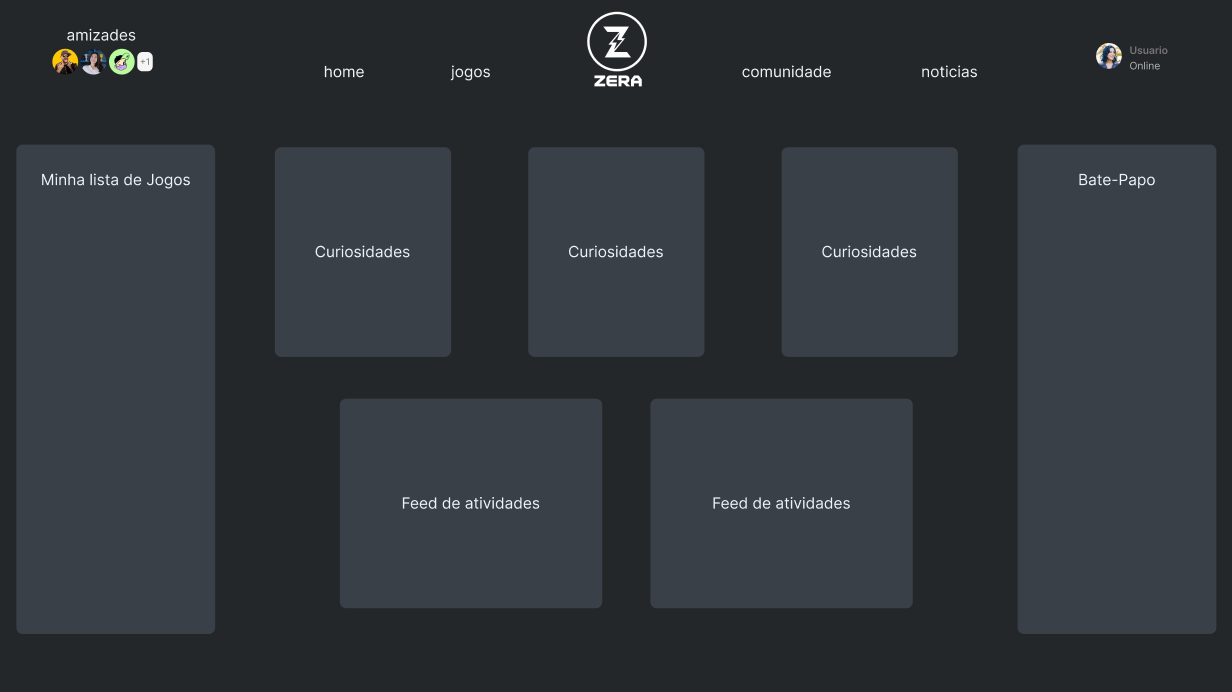 amizades
+1
home
jogos
Z
ZERA
comunidade
noticias
Usuario
Online
Minha lista de Jogos
Curiosidades
Curiosidades
Curiosidades
Bate-Papo
Feed de atividades
Feed de atividades